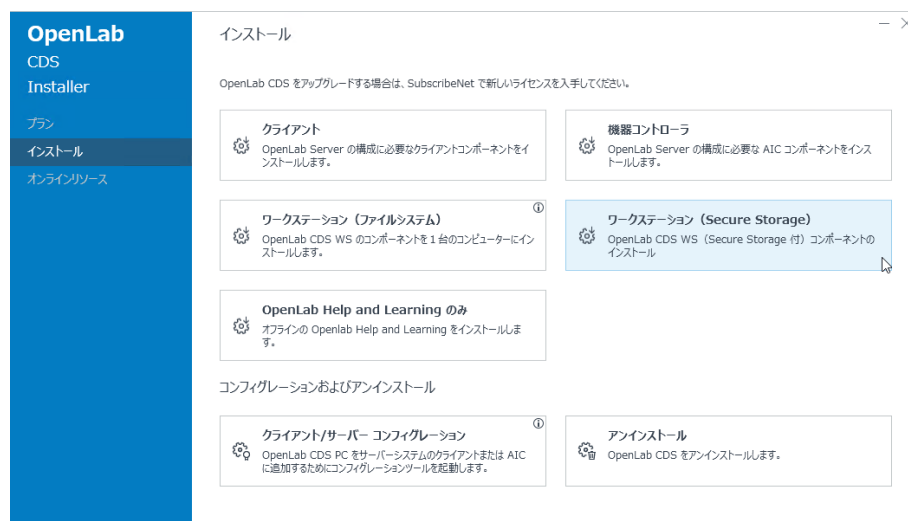 OpenLab
CDS
Installer
プラン
インストール
オンラインリソース
インストール
OpenLab CDS をアップグレードする場合は、SubscribeNet で新しいライセンスを入手してください。
クライアント
OpenLab Server の構成に必要なクライアントコンポーネントをイ
ンストールします。
機器コントローラ
OpenLab Server の構成に必要な AIC コンポーネントをインス
トールします。
ワークステーション（ファイルシステム）
OpenLab CDS WS のコンポーネントを 1 台のコンピューターにイン
ストールします。
ワークステーション（Secure Storage）
OpenLab CDS WS（Secure Storage 付）コンポーネントの
インストール
OpenLab Help and Learning のみ
オフラインの Openlab Help and Learning をインストールしま
す。
コンフィグレーションおよびアンインストール
クライアント/サーバー コンフィグレーション
OpenLab CDS PC をサーバーシステムのクライアントまたは AIC
に追加するためにコンフィグレーションツールを起動します。
アンインストール
OpenLab CDS をアンインストールします。